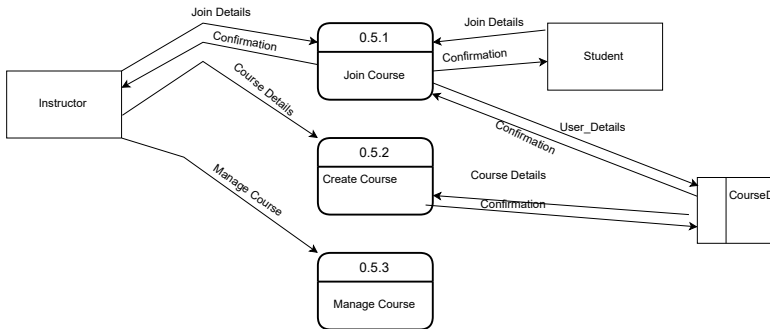 Join Details
Confirmation
Instructor
Course Details
Manage Course
0.5.1
Join Course
Join Details
Confirmation
Student
User_Details
Confirmation
0.5.2
Create Course
Course Details
Confirmation
CourseD
0.5.3
Manage Course